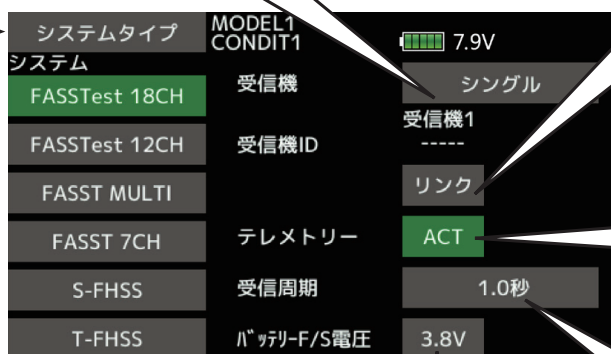 システムタイプ
MODEL1
CONDIT1
7.9V
システム
FASSTest 18CH
受信機
シングル
受信機1
FASSTest 12CH
受信機ID
-----
FASST MULTI
リンク
FASST 7CH
テレメトリー
ACT
S-FHSS
受信周期
1.0秒
T-FHSS
バッテリーF/S電圧
3.8V